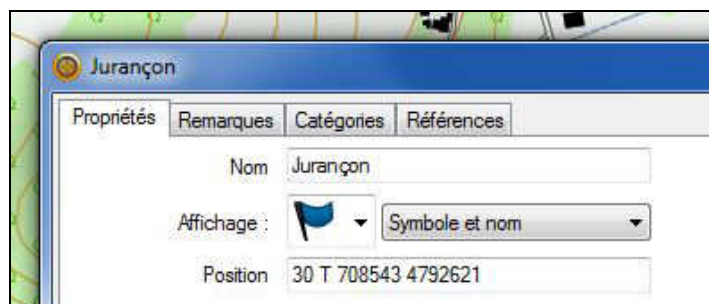 Jurançon
Propriétés Remarques Catégories Références
Nom Jurançon
Affichage : Symbole et nom
Position 30 T 708543 4792621